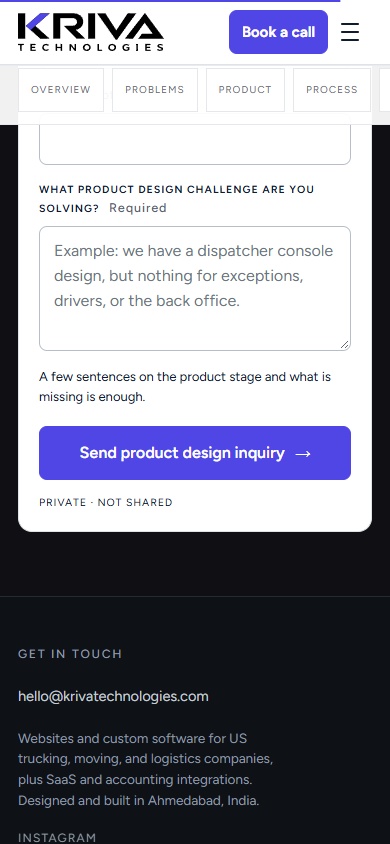 KRIVA
TECHNOLOGIES
Book a call
OVERVIEW
PROBLEMS
PRODUCT
PROCESS
WHAT PRODUCT DESIGN CHALLENGE ARE YOU
SOLVING? Required
Example: we have a dispatcher console
design, but nothing for exceptions,
drivers, or the back office.
A few sentences on the product stage and what is
missing is enough.
Send product design inquiry →
PRIVATE · NOT SHARED
GET IN TOUCH
hello@krivatechnologies.com
Websites and custom software for US
trucking, moving, and logistics companies,
plus SaaS and accounting integrations.
Designed and built in Ahmedabad, India.
INSTAGRAM